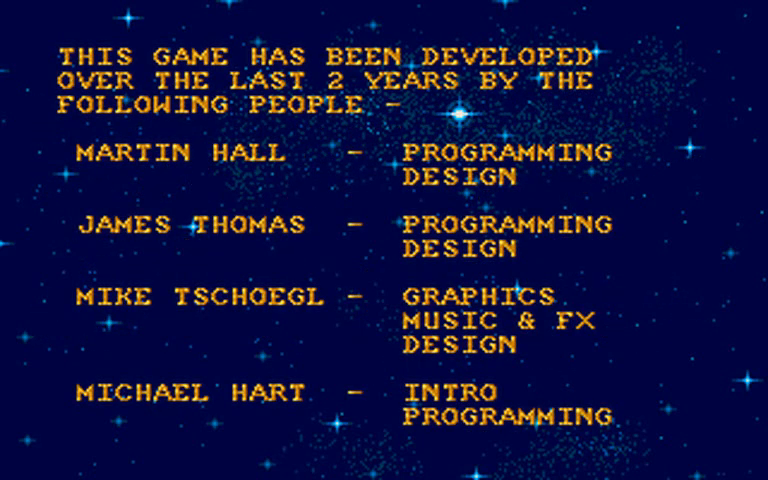 THIS GAME HAS BEEN DEVELOPED
OVER THE LAST 2 YEARS BY THE
FOLLOWING PEOPLE -
MARTIN HALL - PROGRAMMING
DESIGN
JAMES THOMAS - PROGRAMMING
DESIGN
MIKE TSCHOEGL - GRAPHICS
MUSIC & FX
DESIGN
MICHAEL HART - INTRO
PROGRAMMING